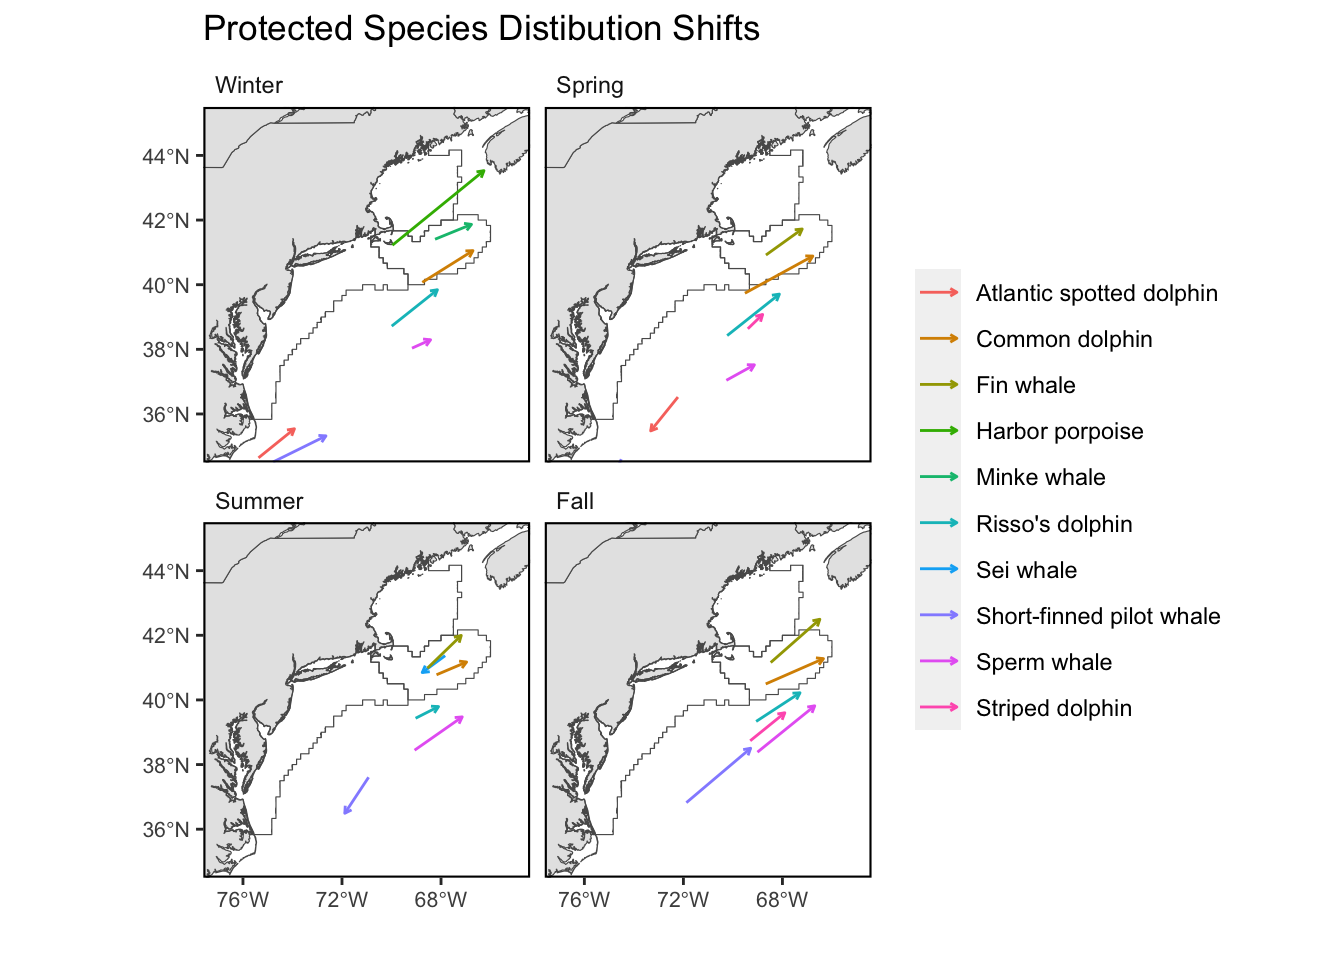 Protected Species Distibution Shifts
Winter
Spring
44°N
42°N
40°N
38°N
36°N
Summer
Fall
44°N
42°N
40°N
38°N
36°N
76°W 72°W 68°W
76°W 72°W 68°W
Atlantic spotted dolphin
Common dolphin
Fin whale
Harbor porpoise
Minke whale
Risso's dolphin
Sei whale
Short-finned pilot whale
Sperm whale
Striped dolphin